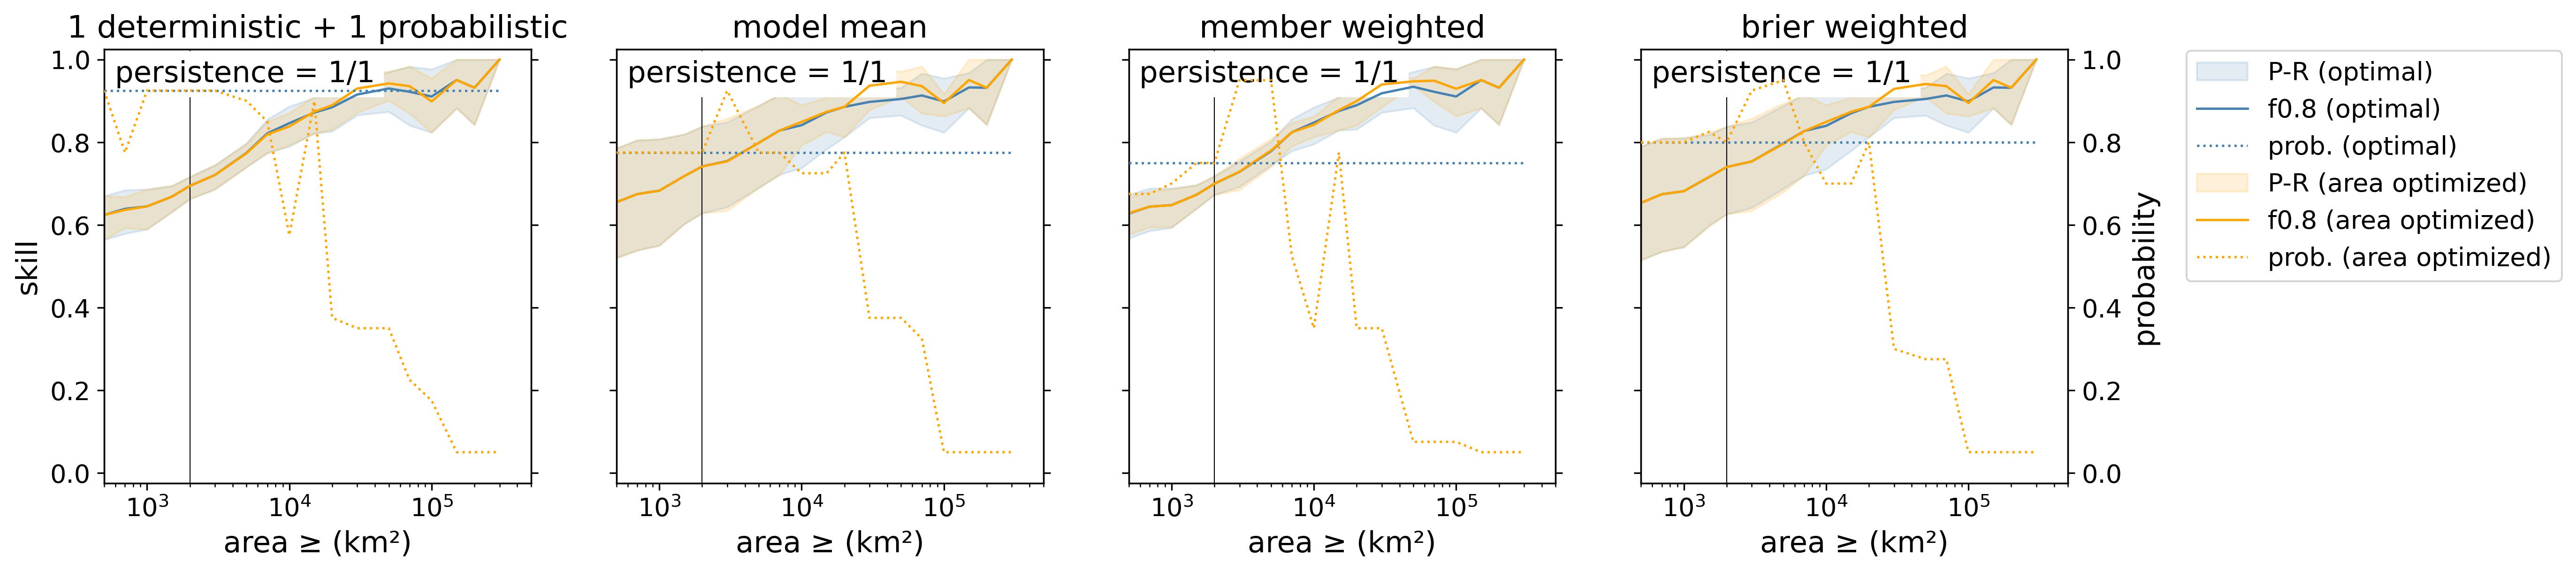 1 deterministic + 1 probabilistic
model mean
member weighted
brier weighted
persistence = 1/1
persistence = 1/1
persistence = 1/1
persistence = 1/1
1.0
0.8
0.6
0.4
0.2
0.0
skill
10³
10⁴
10⁵
area ≥ (km²)
10³
10⁴
10⁵
area ≥ (km²)
10³
10⁴
10⁵
area ≥ (km²)
10³
10⁴
10⁵
area ≥ (km²)
1.0
0.8
0.6
0.4
0.2
0.0
probability
P-R (optimal)
f0.8 (optimal)
prob. (optimal)
P-R (area optimized)
f0.8 (area optimized)
prob. (area optimized)